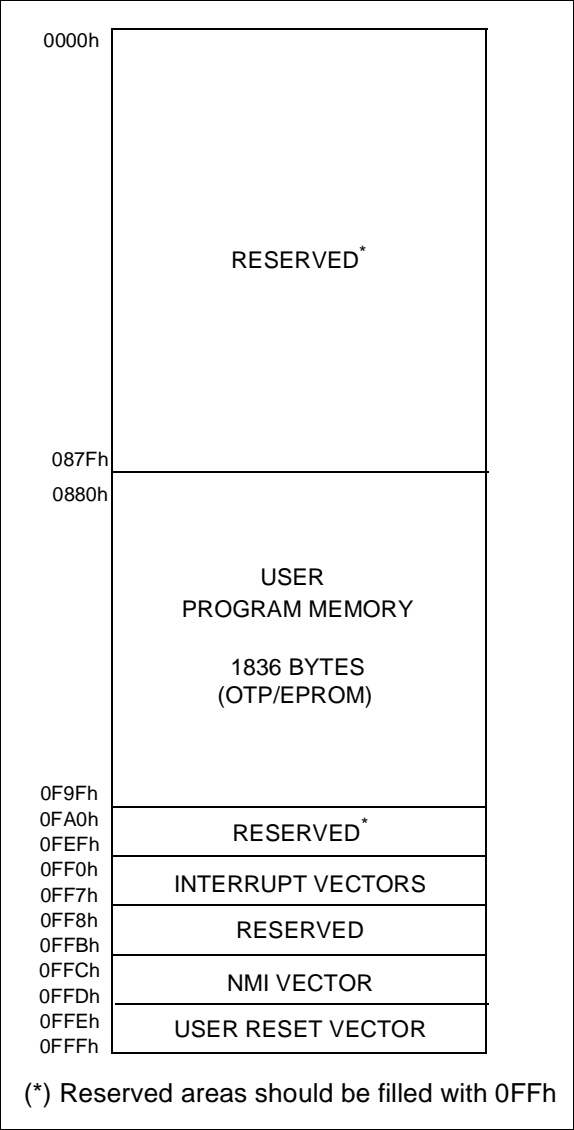 0000h
RESERVED*
087Fh
0880h
USER
PROGRAM MEMORY
1836 BYTES
(OTP/EPROM)
0F9Fh
0FA0h
RESERVED*
0FEFh
0FF0h
INTERRUPT VECTORS
0FF7h
0FF8h
RESERVED
0FFBh
0FFCh
NMI VECTOR
0FFDh
0FFEh
USER RESET VECTOR
0FFFh
(*) Reserved areas should be filled with 0FFh